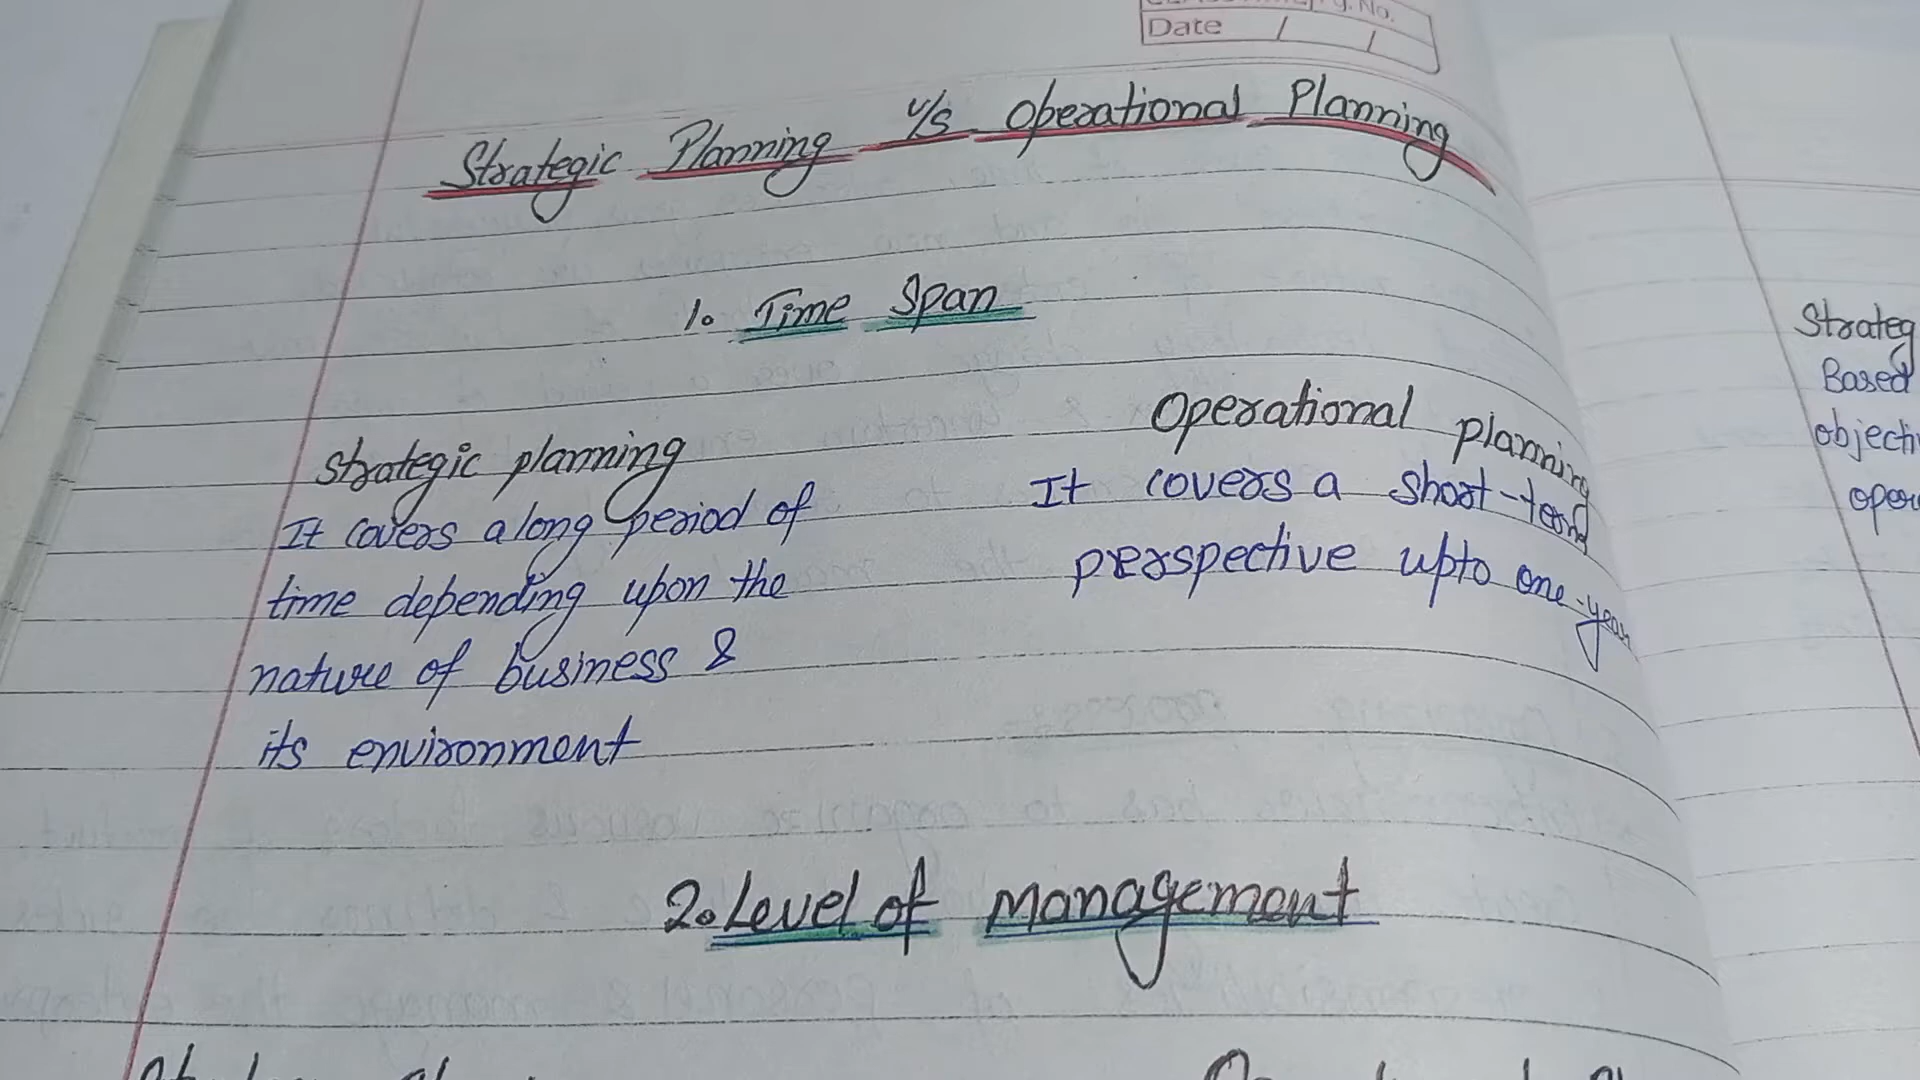 Pg. No.
Date / /
Strategic Planning v/s Operational Planning
1. Time Span
strategic planning
It covers a long period of
time depending upon the
nature of business &
its environment
Operational planning
It covers a short-term
perspective upto one-year
2. Level of management
Strateg
Based
objecti
oper